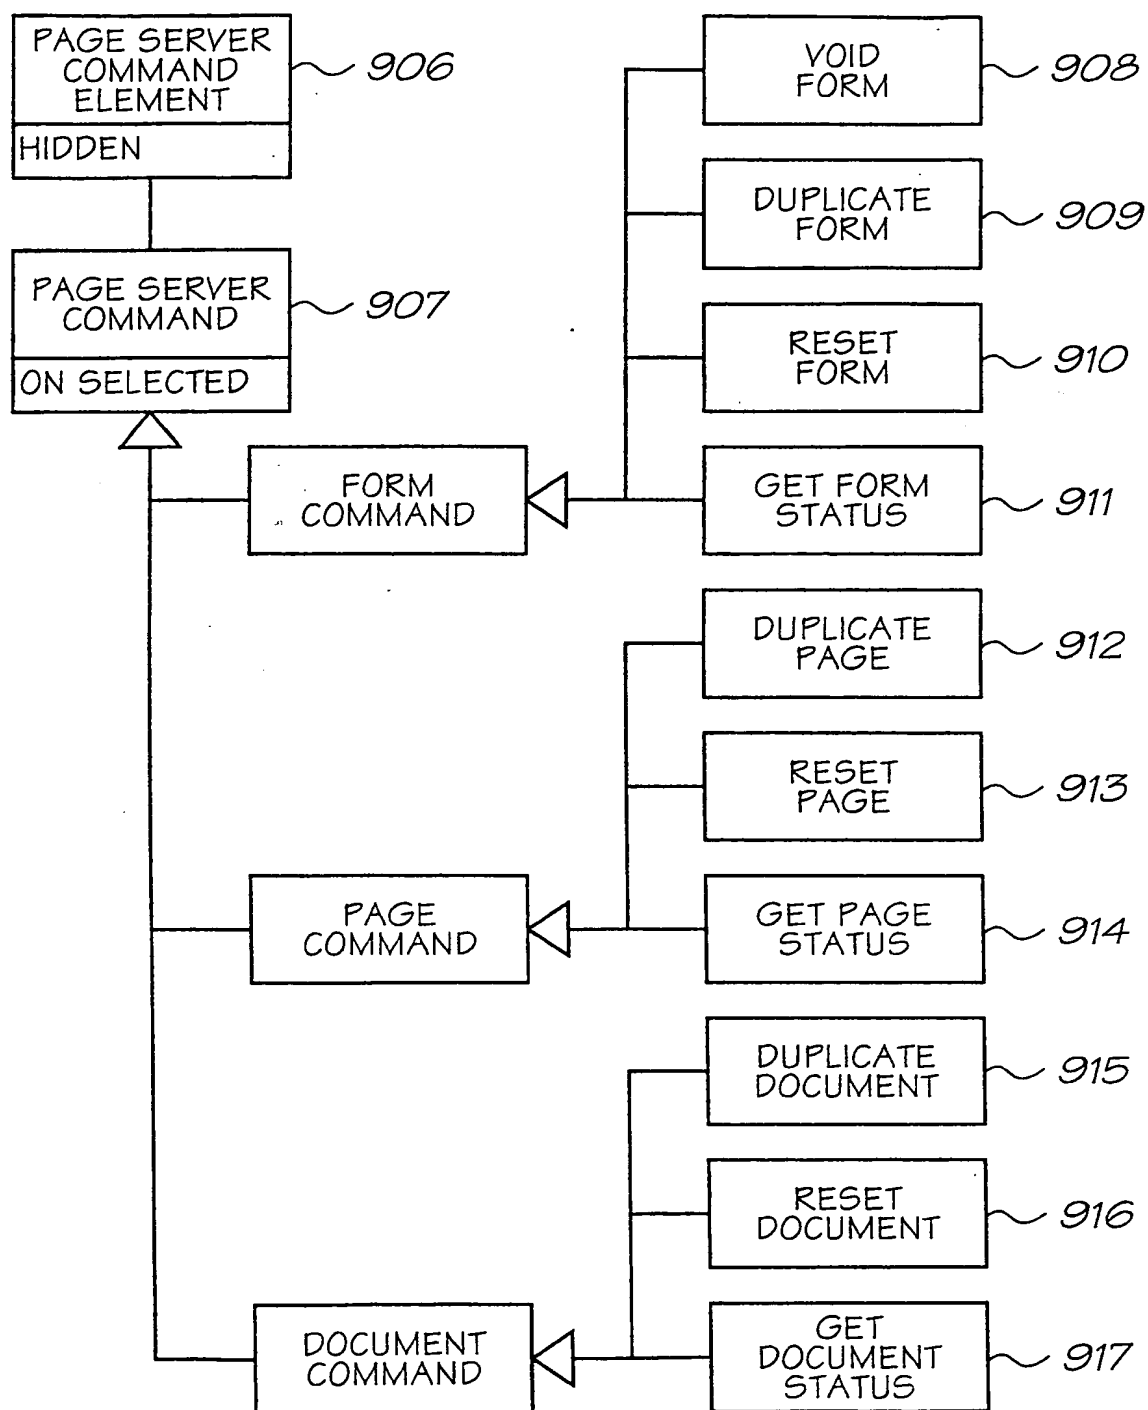 PAGE SERVER
COMMAND
ELEMENT
906
HIDDEN
PAGE SERVER
COMMAND
907
ON SELECTED
VOID
FORM
908
DUPLICATE
FORM
909
RESET
FORM
910
FORM
COMMAND
GET FORM
STATUS
911
DUPLICATE
PAGE
912
RESET
PAGE
913
PAGE
COMMAND
GET PAGE
STATUS
914
DUPLICATE
DOCUMENT
915
RESET
DOCUMENT
916
DOCUMENT
COMMAND
GET
DOCUMENT
STATUS
917